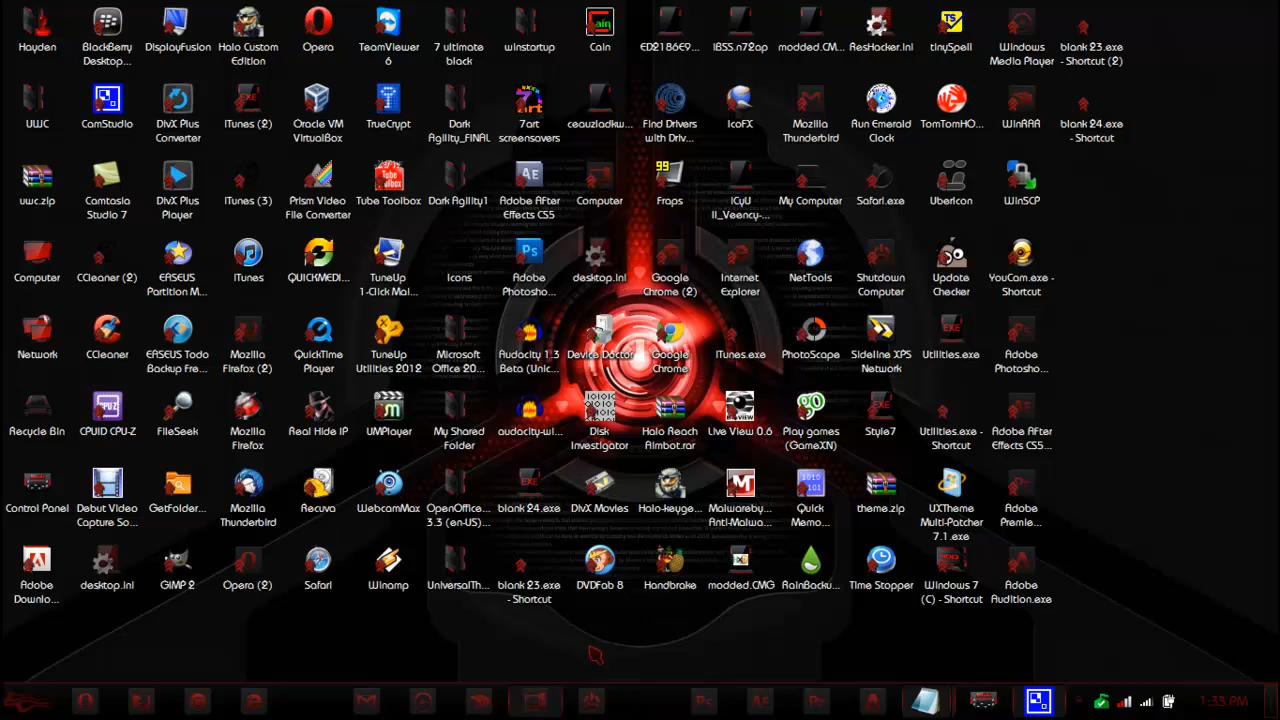 Hayden
BlackBerry
Desktop...
DisplayFusion
Halo Custom
Edition
Opera
TeamViewer
6
7 ultimate
black
winstartup
Cain
ED2186E9...
iBSS.n72ap
modded.CM...
ResHacker.ini
tinySpell
Windows
Media Player
blank 23.exe
- Shortcut (2)
UWC
CamStudio
DivX Plus
Converter
iTunes (2)
Oracle VM
VirtualBox
TrueCrypt
Dark
Agility_FINAL
7art
screensavers
ceauziadkw...
Find Drivers
with Driv...
IcoFX
Mozilla
Thunderbird
Run Emerald
Clock
TomTomHO...
WinRAR
blank 24.exe
- Shortcut
uwc.zip
Camtasia
Studio 7
DivX Plus
Player
iTunes (3)
Prism Video
File Converter
Tube Toolbox
Dark Agility1
Adobe After
Effects CS5
Computer
Fraps
iCyU
II_Veency-...
My Computer
Safari.exe
UberIcon
WinSCP
Computer
CCleaner (2)
EASEUS
Partition M...
iTunes
QUICKMEDI...
TuneUp
1-Click Mai...
Icons
Adobe
Photosho...
desktop.ini
Google
Chrome (2)
Internet
Explorer
NetTools
Shutdown
Computer
Update
Checker
YouCam.exe -
Shortcut
Network
CCleaner
EASEUS Todo
Backup Fre...
Mozilla
Firefox (2)
QuickTime
Player
TuneUp
Utilities 2012
Microsoft
Office 20...
Audacity 1.3
Beta (Unic...
Device Doctor
Google
Chrome
iTunes.exe
PhotoScape
Sideline XPS
Network
Utilities.exe
Adobe
Photosho...
Recycle Bin
CPUID CPU-Z
FileSeek
Mozilla
Firefox
Real Hide IP
UMPlayer
My Shared
Folder
audacity-wi...
Disk
Investigator
Halo Reach
Aimbot.rar
Live View 0.6
Play games
(GameXN)
Style7
Utilities.exe -
Shortcut
Adobe After
Effects CS5...
Control Panel
Debut Video
Capture So...
GetFolder...
Mozilla
Thunderbird
Recuva
WebcamMax
OpenOffice...
3.3 (en-US)...
blank 24.exe
DivX Movies
Halo-keyge...
Malwareby...
Anti-Malwa...
Quick
Memo...
theme.zip
UXTheme
Multi-Patcher
7.1.exe
Adobe
Premie...
Adobe
Downlo...
desktop.ini
GIMP 2
Opera (2)
Safari
Winamp
UniversalTh...
blank 23.exe
- Shortcut
DVDFab 8
Handbrake
modded.CMG
RainBacku...
Time Stopper
Windows 7
(C) - Shortcut
Adobe
Audition.exe
1:33 PM